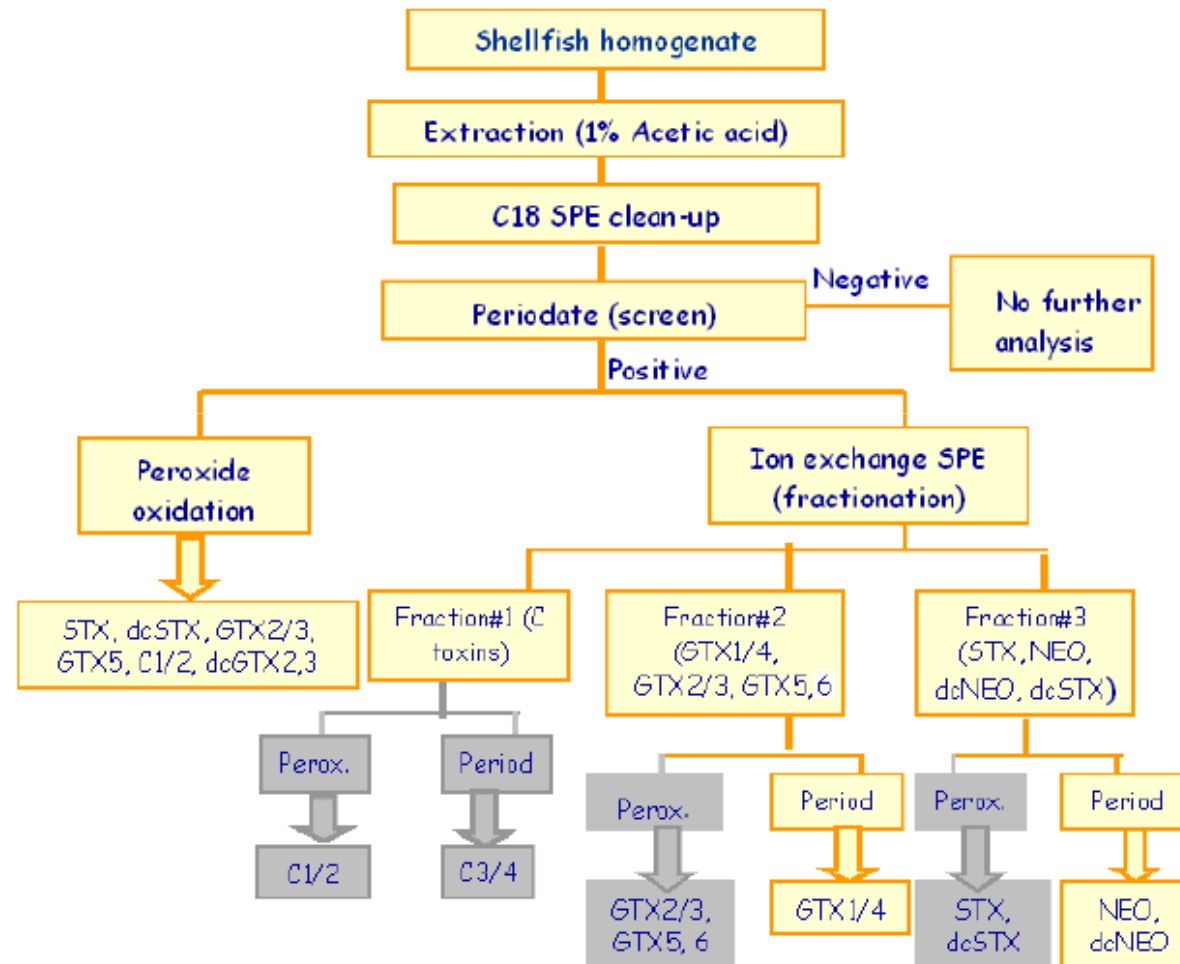 Shellfish homogenate
Extraction (1% Acetic acid)
C18 SPE clean-up
Negative
Periodate (screen)
No further
analysis
Positive
Peroxide
oxidation
Ion exchange SPE
(fractionation)
STX, dcSTX, GTX2/3,
GTX5, C1/2, dcGTX2,3
Fraction#1 (C
toxins)
Fraction#2
(GTX1/4,
GTX2/3, GTX5,6
Fraction#3
(STX,NEO,
dcNEO, dcSTX)
Perox.
Period
Perox.
Period
Perox.
Period
C1/2
C3/4
GTX2/3,
GTX5, 6
GTX1/4
STX,
dcSTX
NEO,
dcNEO